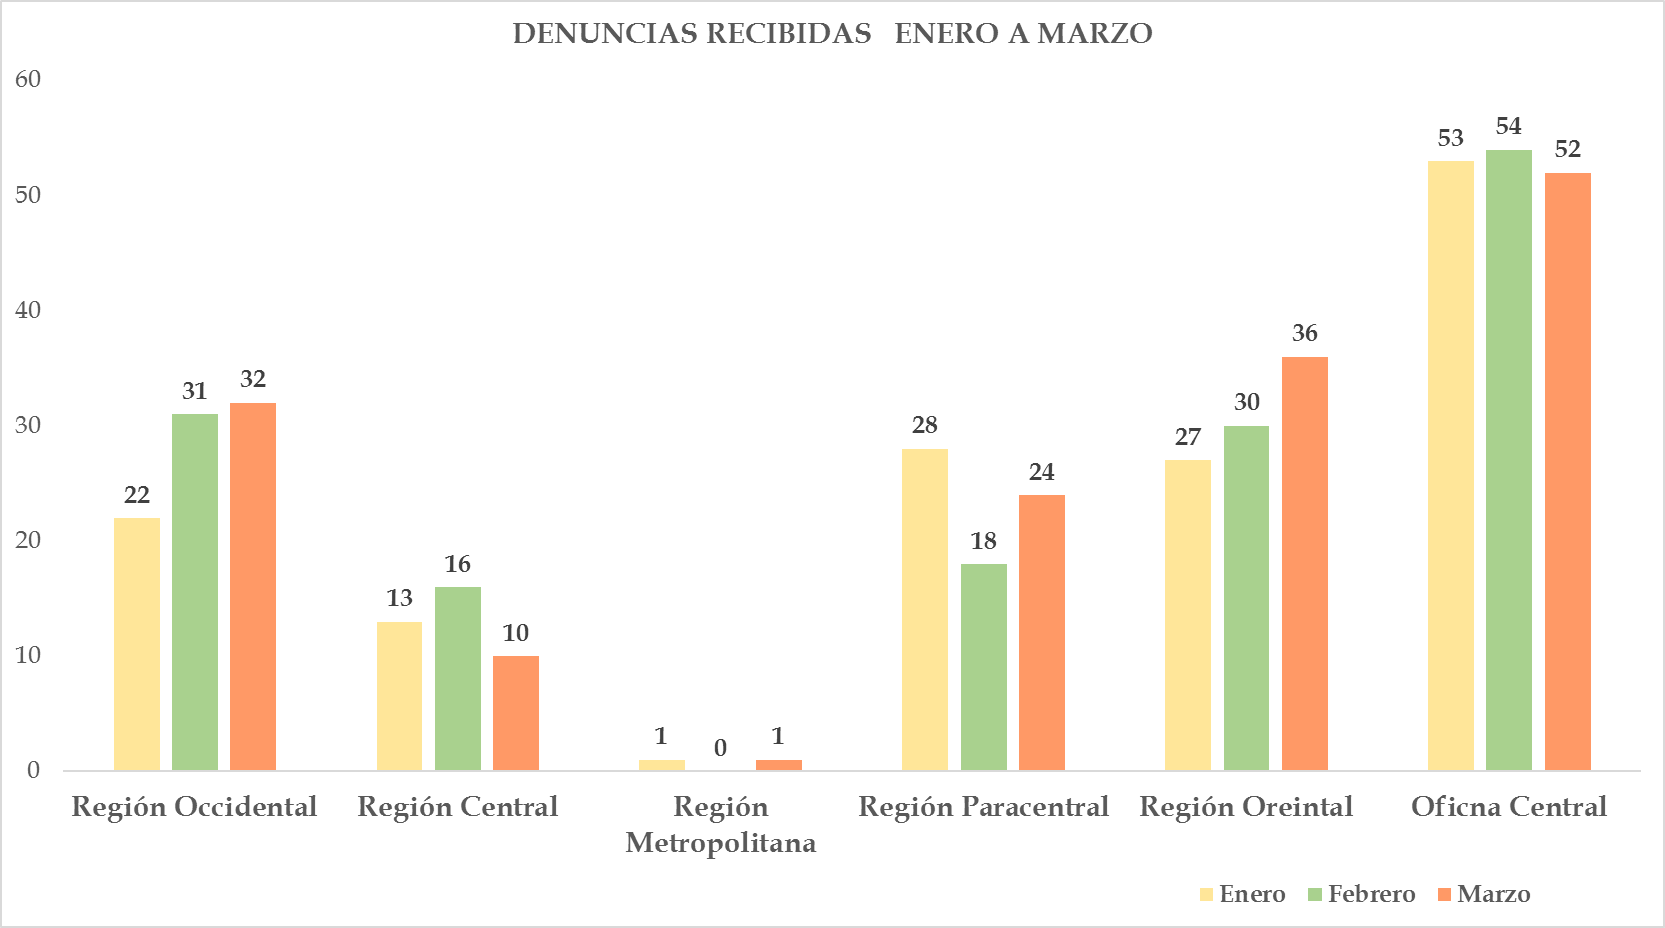 DENUNCIAS RECIBIDAS ENERO A MARZO
60
50
40
30
20
10
0
22
31
32
13
16
10
1
0
1
28
18
24
27
30
36
53
54
52
Región Occidental
Región Central
Región
Metropolitana
Región Paracentral
Región Oreintal
Oficna Central
Enero
Febrero
Marzo